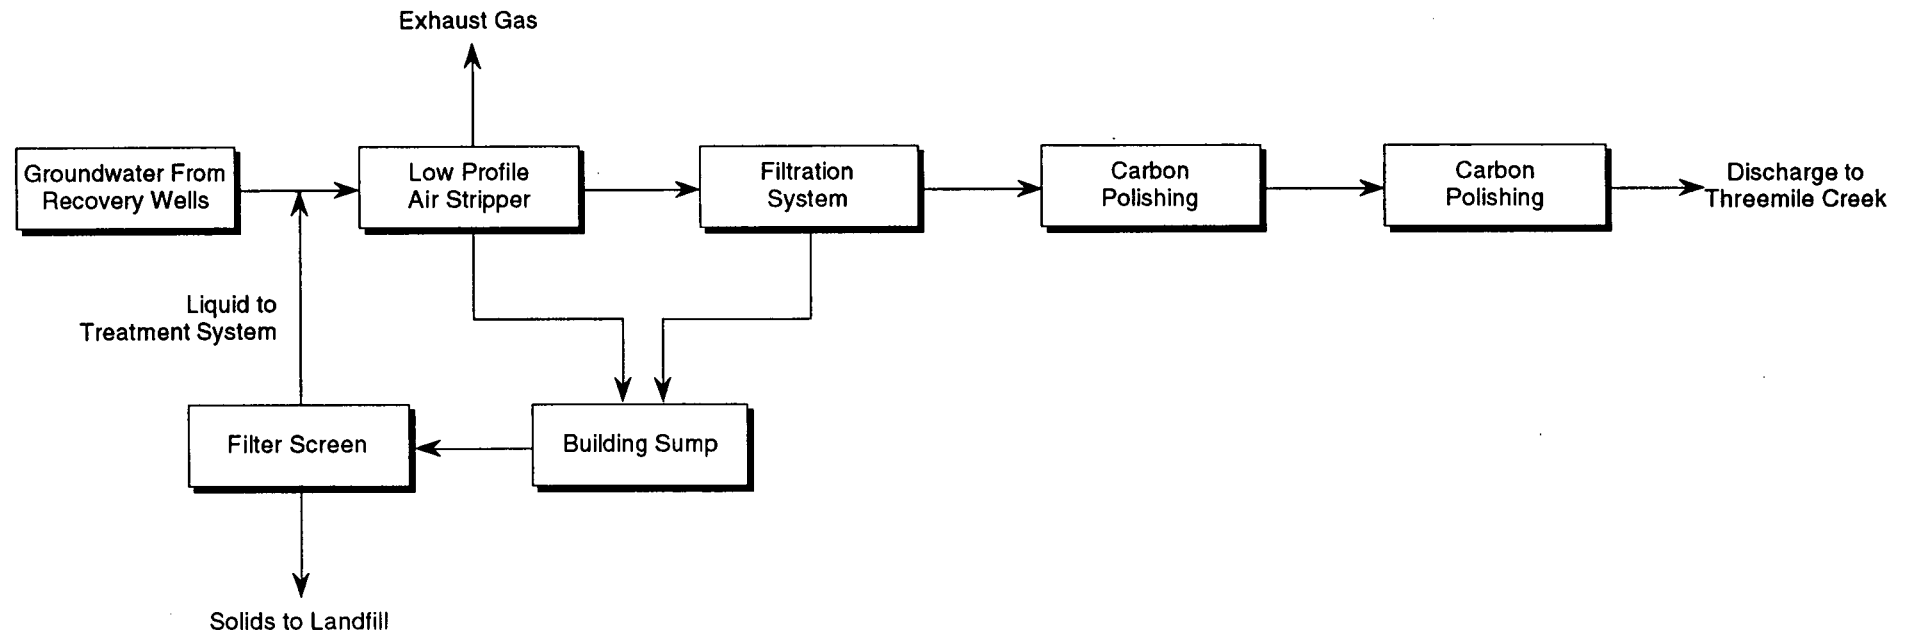 Exhaust Gas
Groundwater From
Recovery Wells
Low Profile
Air Stripper
Filtration
System
Carbon
Polishing
Carbon
Polishing
Discharge to
Threemile Creek
Liquid to
Treatment System
Filter Screen
Building Sump
Solids to Landfill